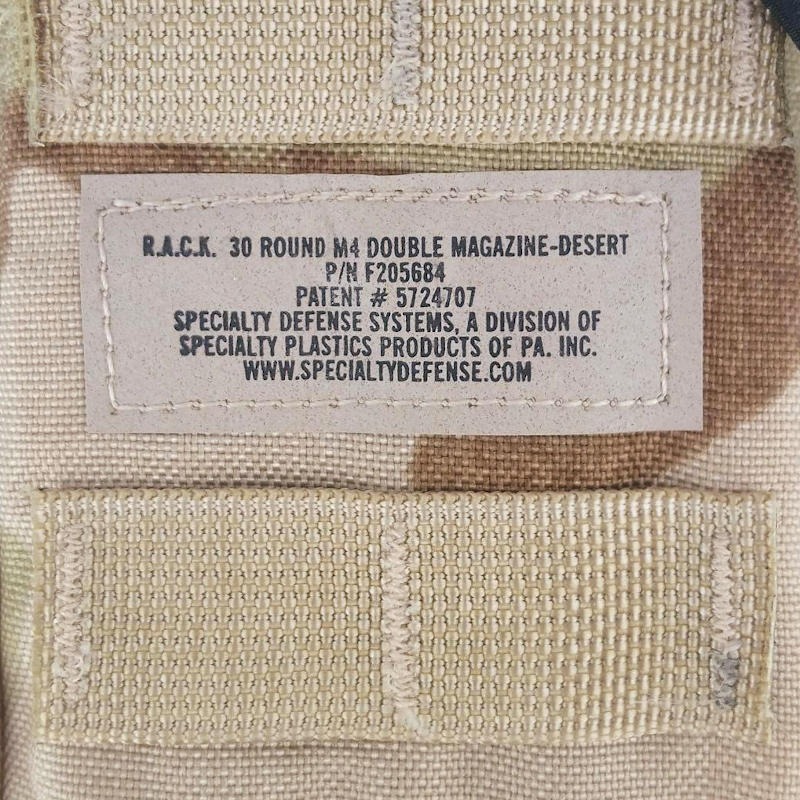 R.A.C.K. 30 ROUND M4 DOUBLE MAGAZINE-DESERT
P/N F205684
PATENT # 5724707
SPECIALTY DEFENSE SYSTEMS, A DIVISION OF
SPECIALTY PLASTICS PRODUCTS OF PA. INC.
WWW.SPECIALTYDEFENSE.COM